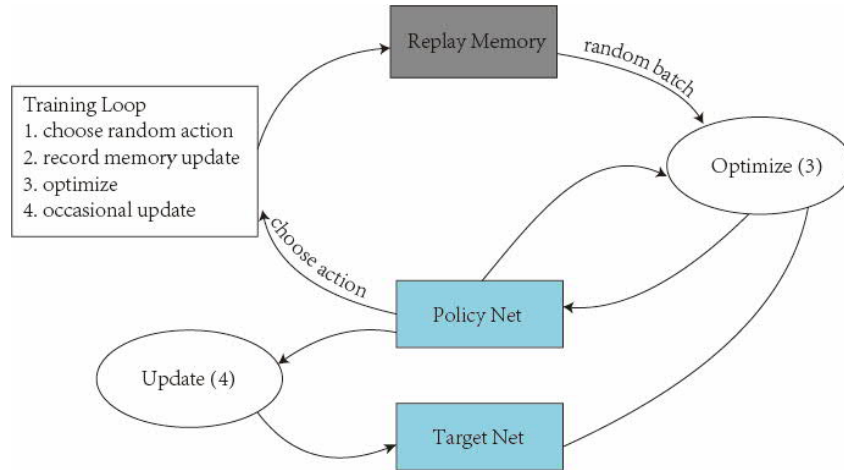 Replay Memory
random batch
Training Loop
1. choose random action
2. record memory update
3. optimize
4. occasional update
Optimize (3)
choose action
Policy Net
Update (4)
Target Net